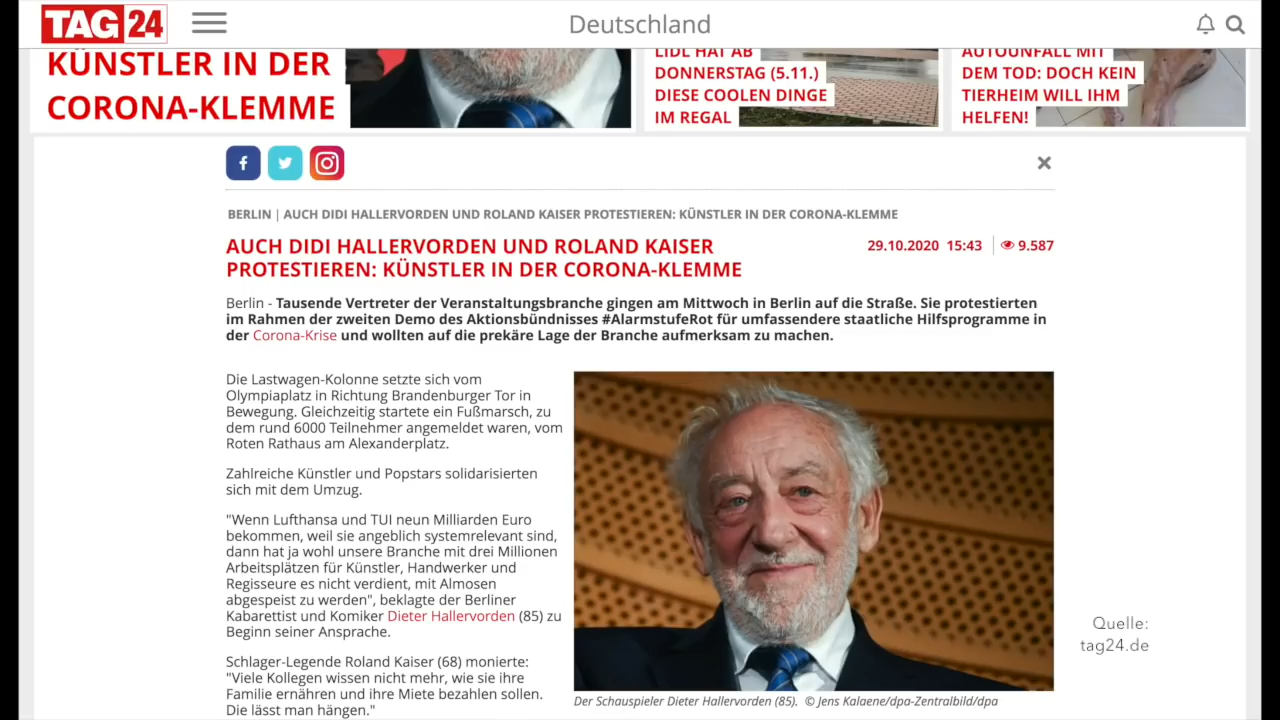 TAG24
Deutschland
KÜNSTLER IN DER
CORONA-KLEMME
LIDL HAT AB
DONNERSTAG (5.11.)
DIESE COOLEN DINGE
IM REGAL
AUTOUNFALL MIT
DEM TOD: DOCH KEIN
TIERHEIM WILL IHM
HELFEN!
BERLIN | AUCH DIDI HALLERVORDEN UND ROLAND KAISER PROTESTIEREN: KÜNSTLER IN DER CORONA-KLEMME
AUCH DIDI HALLERVORDEN UND ROLAND KAISER
PROTESTIEREN: KÜNSTLER IN DER CORONA-KLEMME
29.10.2020 15:43 9.587
Berlin - Tausende Vertreter der Veranstaltungsbranche gingen am Mittwoch in Berlin auf die Straße. Sie protestierten
im Rahmen der zweiten Demo des Aktionsbündnisses #AlarmstufeRot für umfassendere staatliche Hilfsprogramme in
der Corona-Krise und wollten auf die prekäre Lage der Branche aufmerksam zu machen.
Die Lastwagen-Kolonne setzte sich vom
Olympiaplatz in Richtung Brandenburger Tor in
Bewegung. Gleichzeitig startete ein Fußmarsch, zu
dem rund 6000 Teilnehmer angemeldet waren, vom
Roten Rathaus am Alexanderplatz.
Zahlreiche Künstler und Popstars solidarisierten
sich mit dem Umzug.
"Wenn Lufthansa und TUI neun Milliarden Euro
bekommen, weil sie angeblich systemrelevant sind,
dann hat ja wohl unsere Branche mit drei Millionen
Arbeitsplätzen für Künstler, Handwerker und
Regisseure es nicht verdient, mit Almosen
abgespeist zu werden", beklagte der Berliner
Kabarettist und Komiker Dieter Hallervorden (85) zu
Beginn seiner Ansprache.
Schlager-Legende Roland Kaiser (68) monierte:
"Viele Kollegen wissen nicht mehr, wie sie ihre
Familie ernähren und ihre Miete bezahlen sollen.
Die lässt man hängen."
Der Schauspieler Dieter Hallervorden (85). © Jens Kalaene/dpa-Zentralbild/dpa
Quelle:
tag24.de